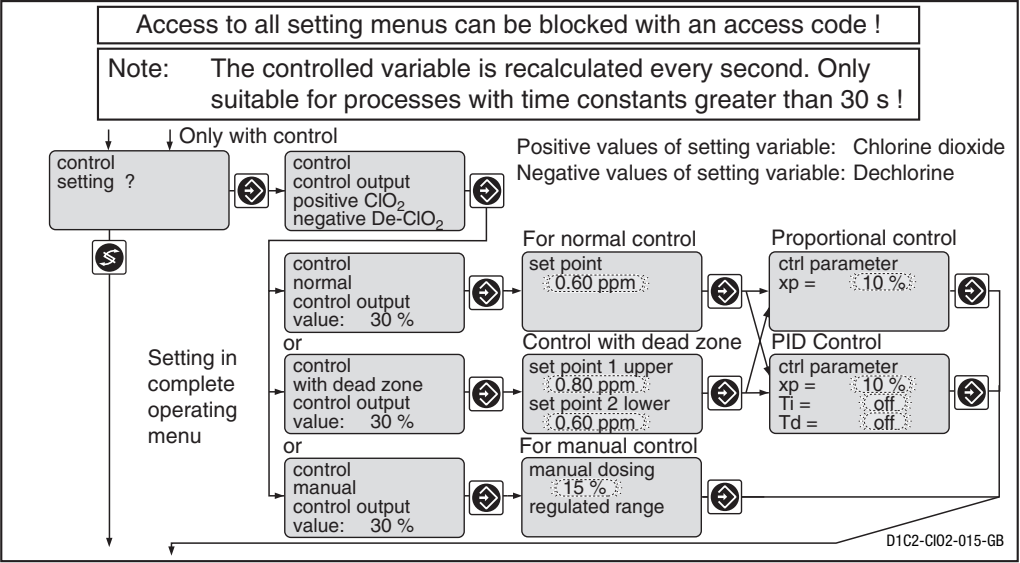 Access to all setting menus can be blocked with an access code !
Note: The controlled variable is recalculated every second. Only
suitable for processes with time constants greater than 30 s !
Only with control
control
setting ?
control
control output
positive ClO₂
negative De-ClO₂
Positive values of setting variable: Chlorine dioxide
Negative values of setting variable: Dechlorine
For normal control
Proportional control
control
normal
control output
value: 30 %
set point
0.60 ppm
ctrl parameter
xp = 10 %
or
Setting in
complete
operating
menu
Control with dead zone
PID Control
control
with dead zone
control output
value: 30 %
set point 1 upper
0.80 ppm
set point 2 lower
0.60 ppm
ctrl parameter
xp = 10 %
Ti = off
Td = off
or
For manual control
control
manual
control output
value: 30 %
manual dosing
15 %
regulated range
D1C2-ClO2-015-GB